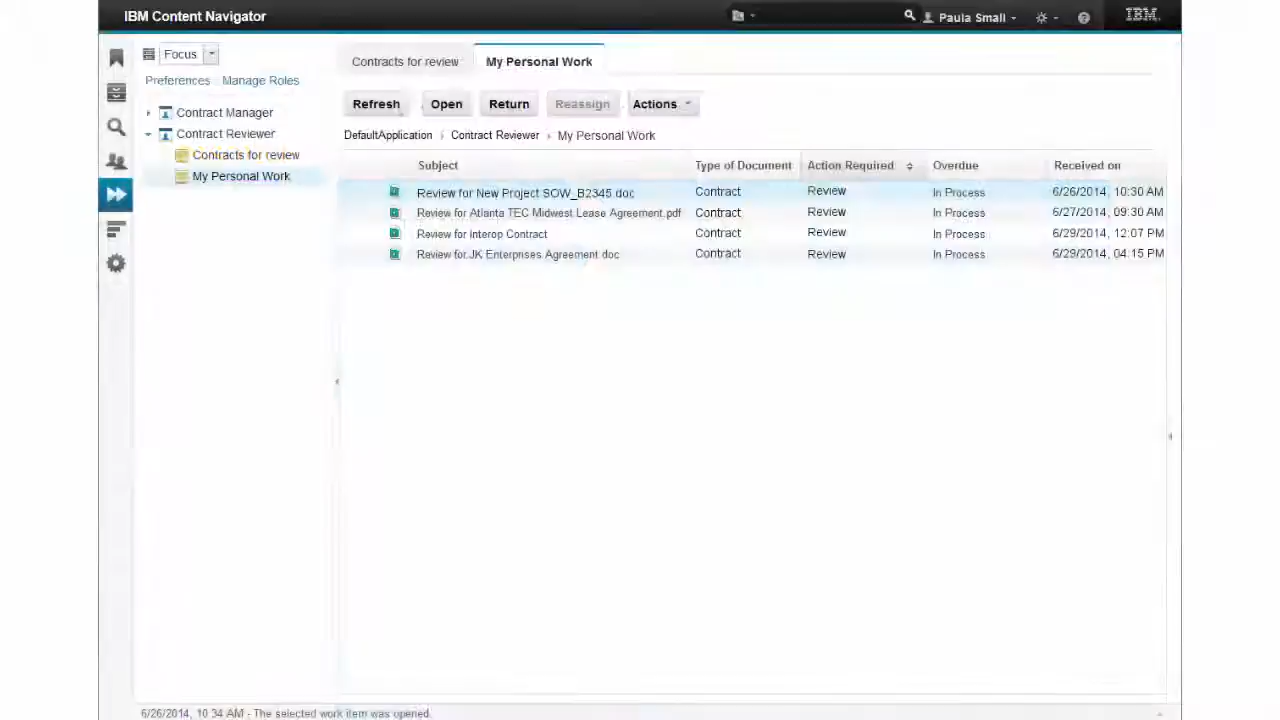 IBM Content Navigator
Paula Small
IBM.
Focus
Preferences Manage Roles
Contract Manager
Contract Reviewer
Contracts for review
My Personal Work
Contracts for review My Personal Work
Refresh Open Return Reassign Actions
DefaultApplication Contract Reviewer My Personal Work
Subject Type of Document Action Required Overdue Received on
Review for New Project SOW_B2345.doc Contract Review In Process 6/26/2014, 10:30 AM
Review for Atlanta TEC Midwest Lease Agreement.pdf Contract Review In Process 6/27/2014, 09:30 AM
Review for Interop Contract Contract Review In Process 6/29/2014, 12:07 PM
Review for JK Enterprises Agreement.doc Contract Review In Process 6/29/2014, 04:15 PM
6/26/2014, 10:34 AM - The selected work item was opened.